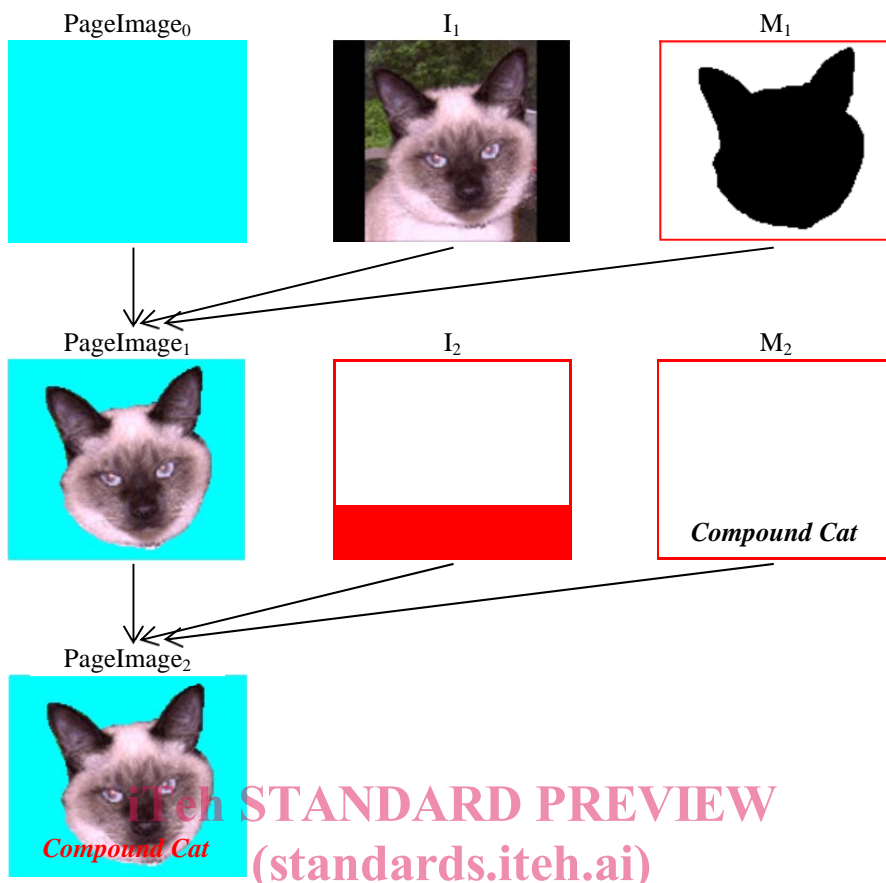 PageImage₀ I₁ M₁
PageImage₁ I₂ M₂
Compound Cat
PageImage₂
iTeh STANDARD PREVIEW
Compound Cat
(standards.iteh.ai)